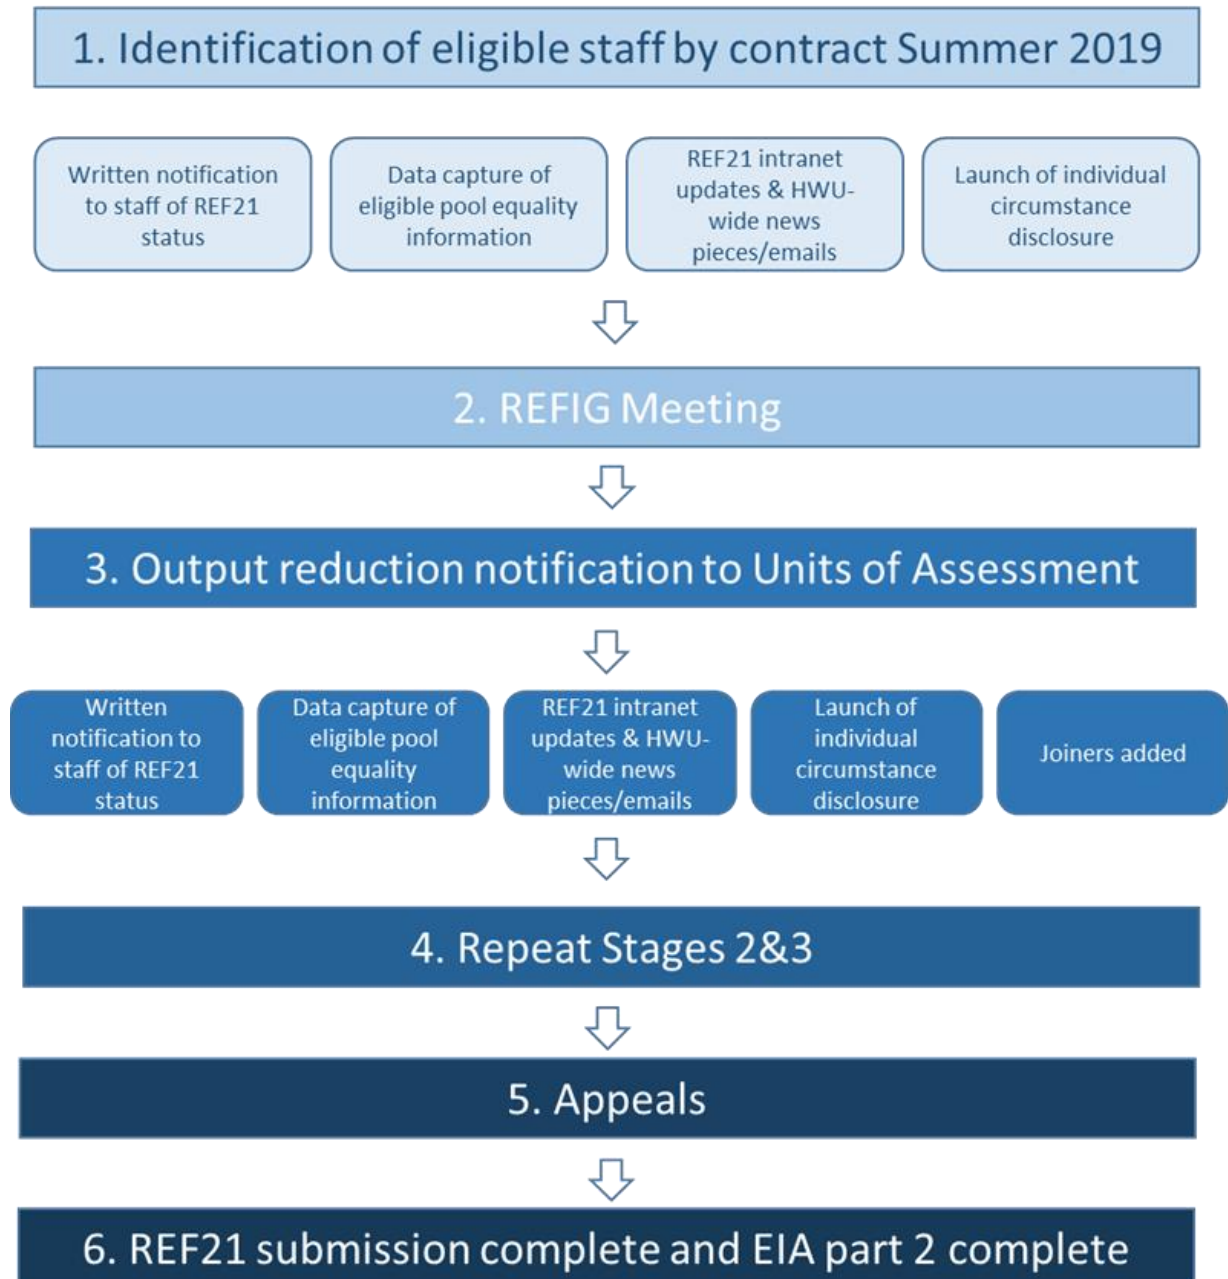 1. Identification of eligible staff by contract Summer 2019
Written notification
to staff of REF21
status
Data capture of
eligible pool equality
information
REF21 intranet
updates & HWU-
wide news
pieces/emails
Launch of individual
circumstance
disclosure
2. REFIG Meeting
3. Output reduction notification to Units of Assessment
Written
notification to
staff of REF21
status
Data capture of
eligible pool
equality
information
REF21 intranet
updates & HWU-
wide news
pieces/emails
Launch of
individual
circumstance
disclosure
Joiners added
4. Repeat Stages 2&3
5. Appeals
6. REF21 submission complete and EIA part 2 complete